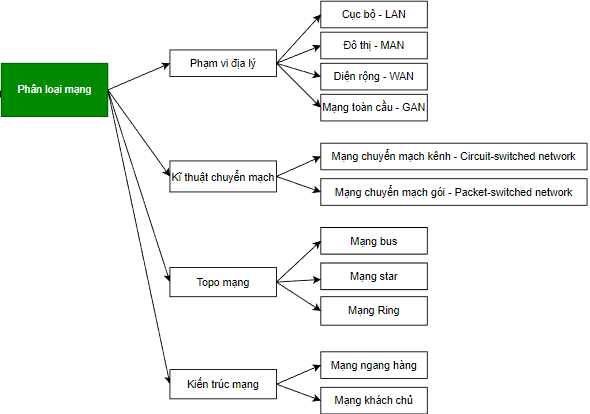 Phân loại mạng
Phạm vi địa lý
Cục bộ - LAN
Đô thị - MAN
Diện rộng - WAN
Mạng toàn cầu - GAN
Kĩ thuật chuyển mạch
Mạng chuyển mạch kênh - Circuit-switched network
Mạng chuyển mạch gói - Packet-switched network
Topo mạng
Mạng bus
Mạng star
Mạng Ring
Kiến trúc mạng
Mạng ngang hàng
Mạng khách chủ